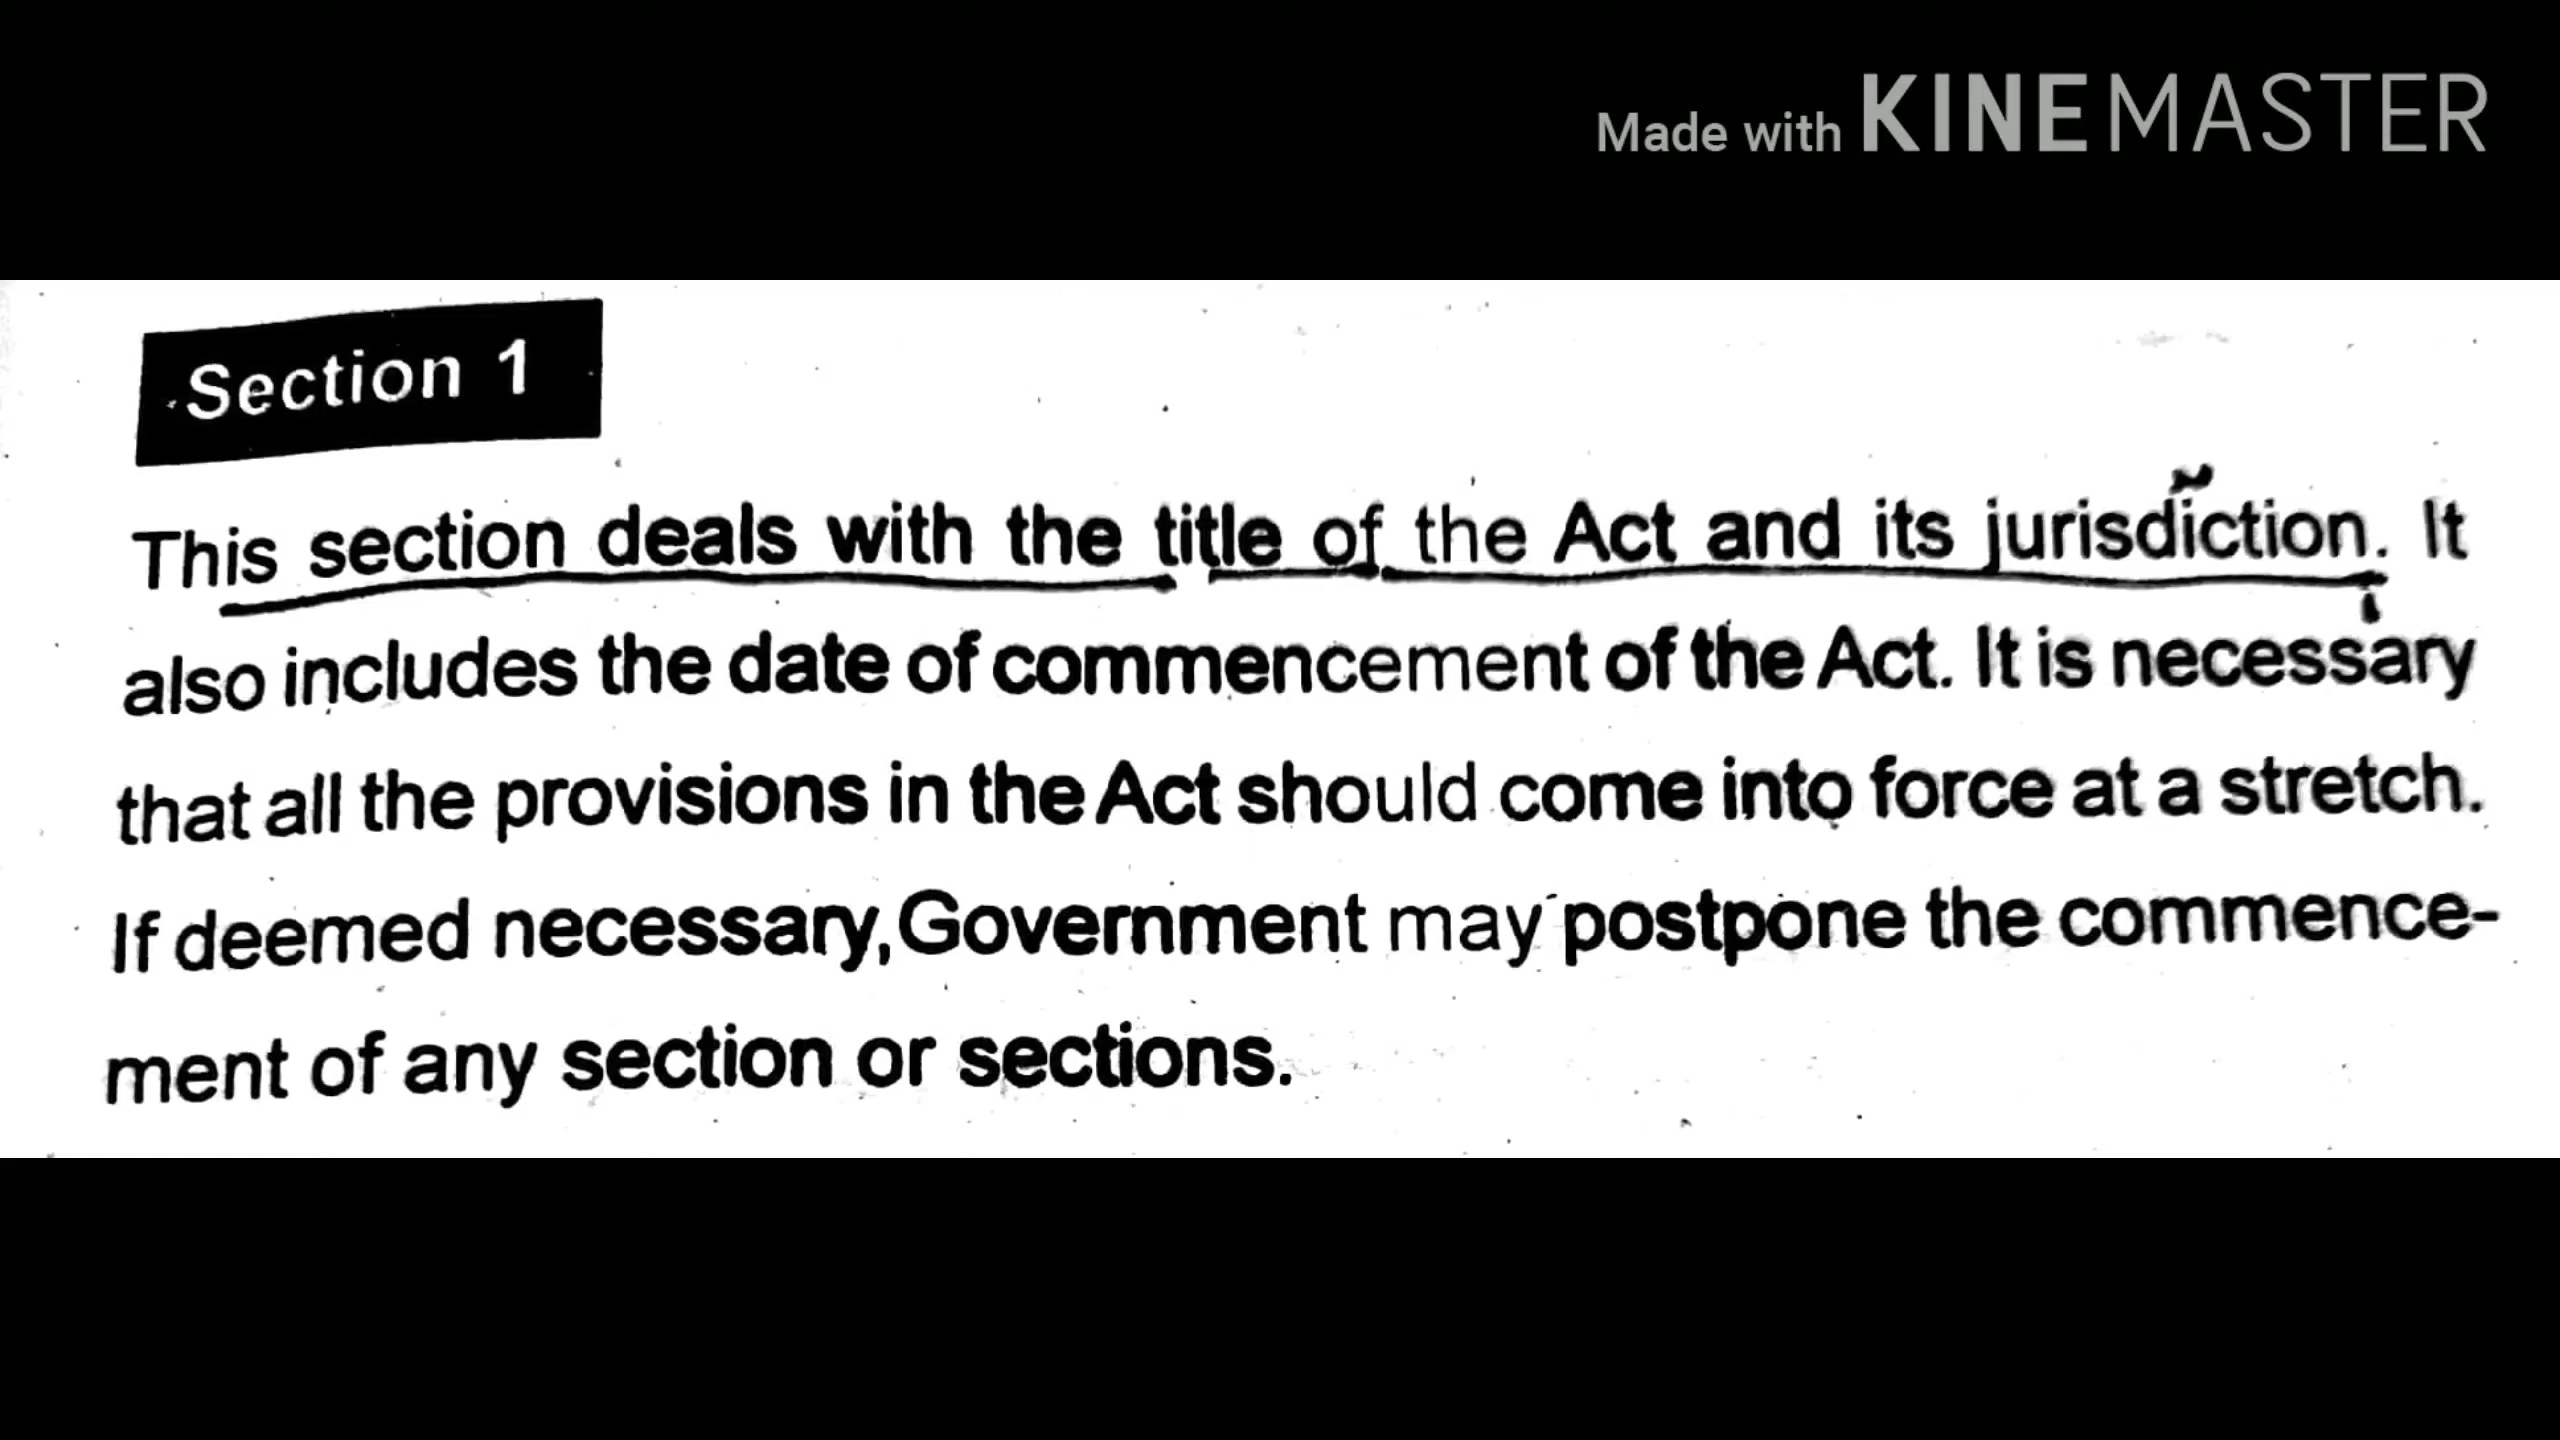 Made with KINEMASTER
Section 1
This section deals with the title of the Act and its jurisdiction. It
also includes the date of commencement of the Act. It is necessary
that all the provisions in the Act should come into force at a stretch.
If deemed necessary, Government may postpone the commence-
ment of any section or sections.